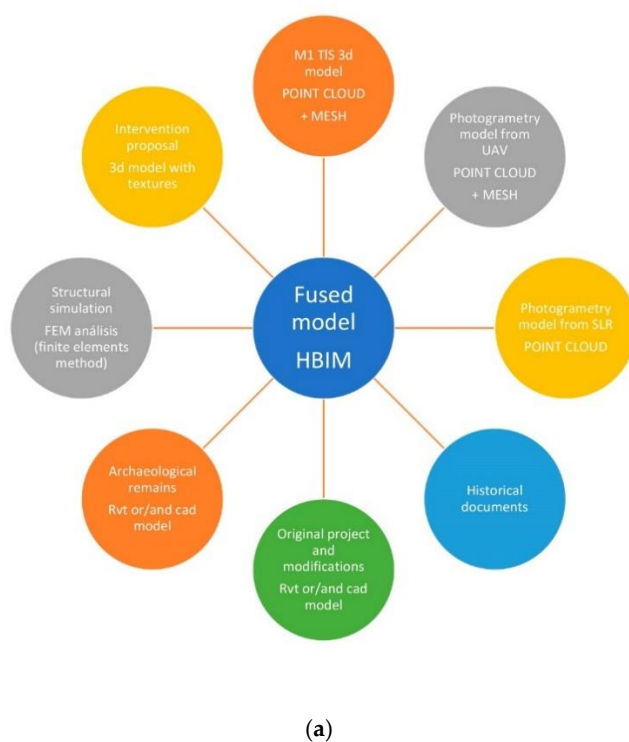 M1 TlS 3d
model
POINT CLOUD
+ MESH
Photogrametry
model from
UAV
POINT CLOUD
+ MESH
Photogrametry
model from SLR
POINT CLOUD
Historical
documents
Original project
and
modifications
Rvt or/and cad
model
Archaeological
remains
Rvt or/and cad
model
Structural
simulation
FEM análisis
(finite elements
method)
Intervention
proposal
3d model with
textures
Fused
model
HBIM
(a)